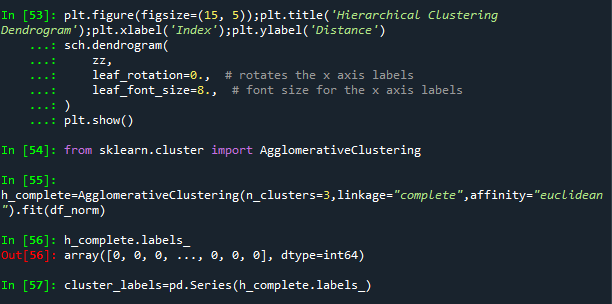 In [53]: plt.figure(figsize=(15, 5));plt.title('Hierarchical Clustering
Dendrogram');plt.xlabel('Index');plt.ylabel('Distance')
    ...: sch.dendrogram(
    ...:     zz,
    ...:     leaf_rotation=0.,  # rotates the x axis labels
    ...:     leaf_font_size=8.,  # font size for the x axis labels
    ...: )
    ...: plt.show()
In [54]: from sklearn.cluster import AgglomerativeClustering
In [55]:
h_complete=AgglomerativeClustering(n_clusters=3,linkage="complete",affinity="euclidean
").fit(df_norm)
In [56]: h_complete.labels_
Out[56]: array([0, 0, 0, ..., 0, 0, 0], dtype=int64)
In [57]: cluster_labels=pd.Series(h_complete.labels_)